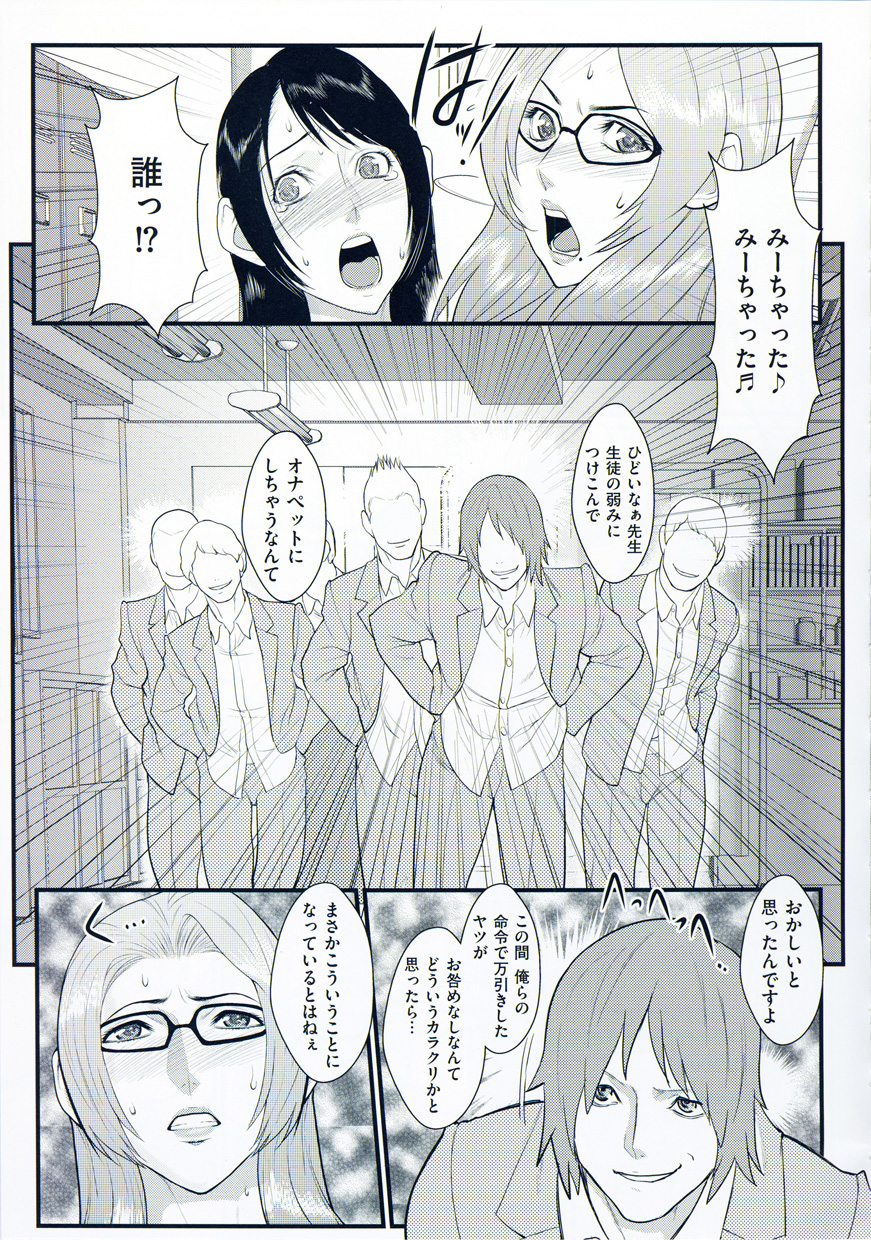 はっ
みーちゃった♪
みーちゃった♬
誰っ!?
ひどいなぁ先生
生徒の弱みに
つけこんで
オナペットに
しちゃうなんて
おかしいと
思ったんですよ
この間 俺らの
命令で万引きした
ヤツが
お咎めなしなんて
どういうカラクリかと
思ったら…
まさかこういうことに
なっているとはねぇ
くっ…